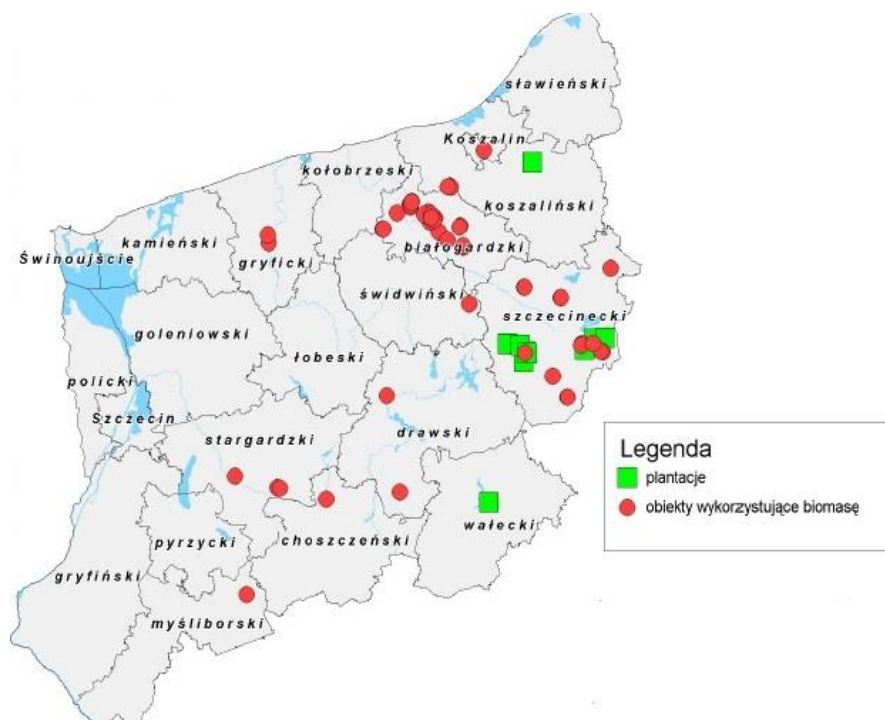 sławieński
Koszalin
kołobrzeski
koszaliński
kamieński
białogardzki
Świnoujście
gryficki
świdwiński
szczecinecki
goleniowski
łobeski
policki
Szczecin
stargardzki
drawski
Legenda
plantacje
obiekty wykorzystujące biomasę
wałecki
pyrzycki
choszczeński
gryfiński
myśliborski